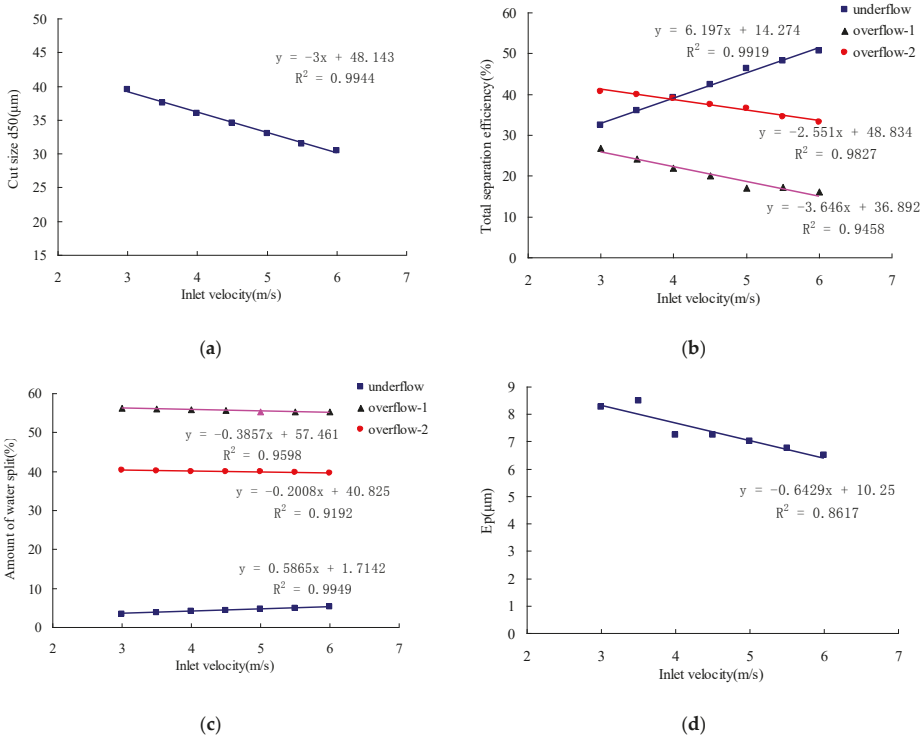 50
45
40
35
30
25
20
15
Cut size d50(μm)
y = -3x + 48.143
R² = 0.9944
2 3 4 5 6 7
Inlet velocity(m/s)
(a)
underflow
overflow-1
overflow-2
60
50
40
30
20
10
0
Total separation efficiency(%)
y = 6.197x + 14.274
R² = 0.9919
y = -2.551x + 48.834
R² = 0.9827
y = -3.646x + 36.892
R² = 0.9458
2 3 4 5 6 7
Inlet velocity(m/s)
(b)
underflow
overflow-1
overflow-2
60
50
40
30
20
10
0
Amount of water split(%)
y = -0.3857x + 57.461
R² = 0.9598
y = -0.2008x + 40.825
R² = 0.9192
y = 0.5865x + 1.7142
R² = 0.9949
2 3 4 5 6 7
Inlet velocity(m/s)
(c)
9
8
7
6
5
4
3
2
1
0
Ep(μm)
y = -0.6429x + 10.25
R² = 0.8617
2 3 4 5 6 7
Inlet velocity(m/s)
(d)